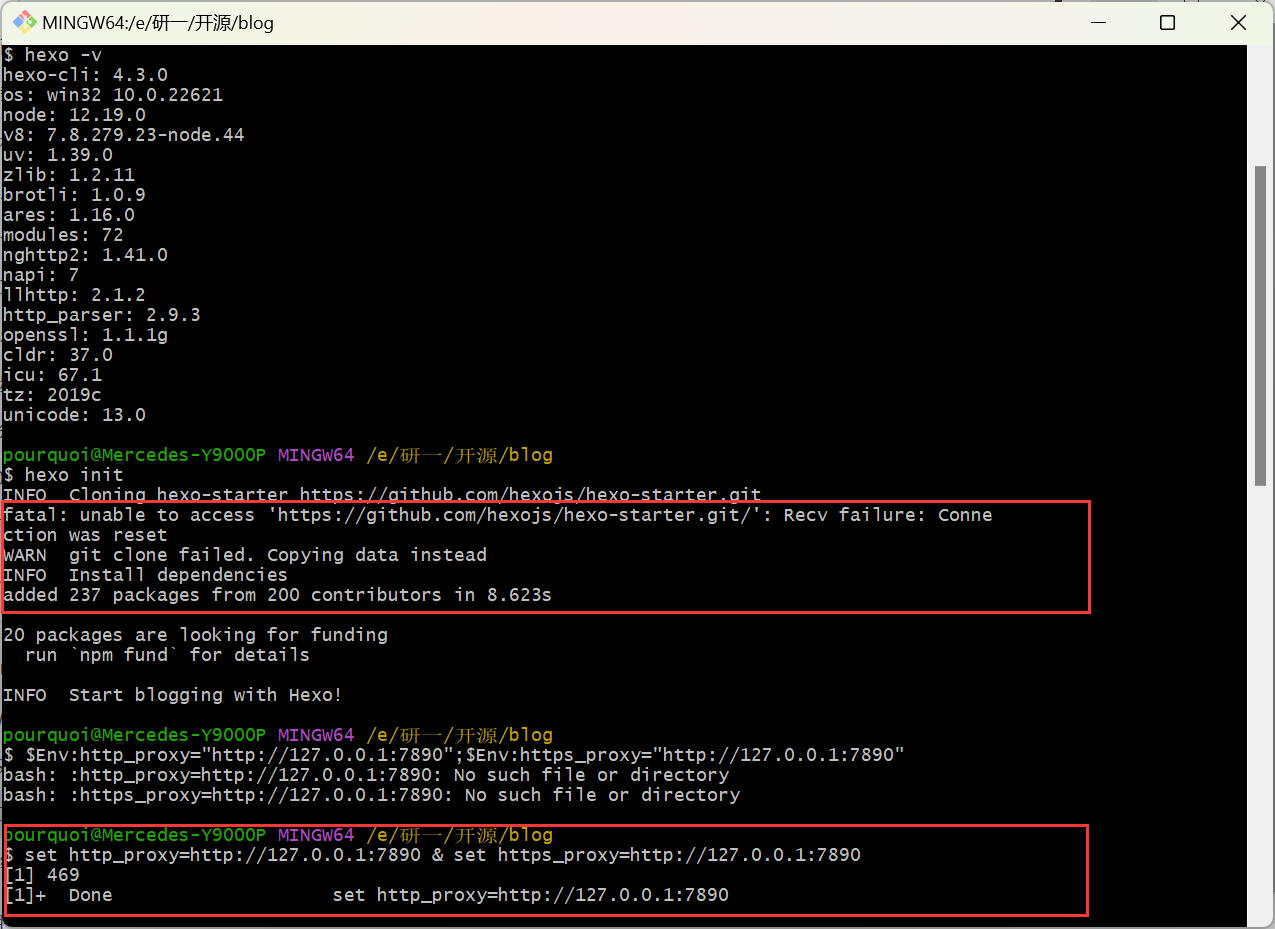 MINGW64:/e/研一/开源/blog
$ hexo -v
hexo-cli: 4.3.0
os: win32 10.0.22621
node: 12.19.0
v8: 7.8.279.23-node.44
uv: 1.39.0
zlib: 1.2.11
brotli: 1.0.9
ares: 1.16.0
modules: 72
nghttp2: 1.41.0
napi: 7
llhttp: 2.1.2
http_parser: 2.9.3
openssl: 1.1.1g
cldr: 37.0
icu: 67.1
tz: 2019c
unicode: 13.0
pourquoi@Mercedes-Y9000P MINGW64 /e/研一/开源/blog
$ hexo init
INFO  Cloning hexo-starter https://github.com/hexojs/hexo-starter.git
fatal: unable to access 'https://github.com/hexojs/hexo-starter.git/': Recv failure: Conne
ction was reset
WARN  git clone failed. Copying data instead
INFO  Install dependencies
added 237 packages from 200 contributors in 8.623s
20 packages are looking for funding
  run `npm fund` for details
INFO  Start blogging with Hexo!
pourquoi@Mercedes-Y9000P MINGW64 /e/研一/开源/blog
$ $Env:http_proxy="http://127.0.0.1:7890";$Env:https_proxy="http://127.0.0.1:7890"
bash: :http_proxy=http://127.0.0.1:7890: No such file or directory
bash: :https_proxy=http://127.0.0.1:7890: No such file or directory
pourquoi@Mercedes-Y9000P MINGW64 /e/研一/开源/blog
$ set http_proxy=http://127.0.0.1:7890 & set https_proxy=http://127.0.0.1:7890
[1] 469
[1]+  Done                    set http_proxy=http://127.0.0.1:7890